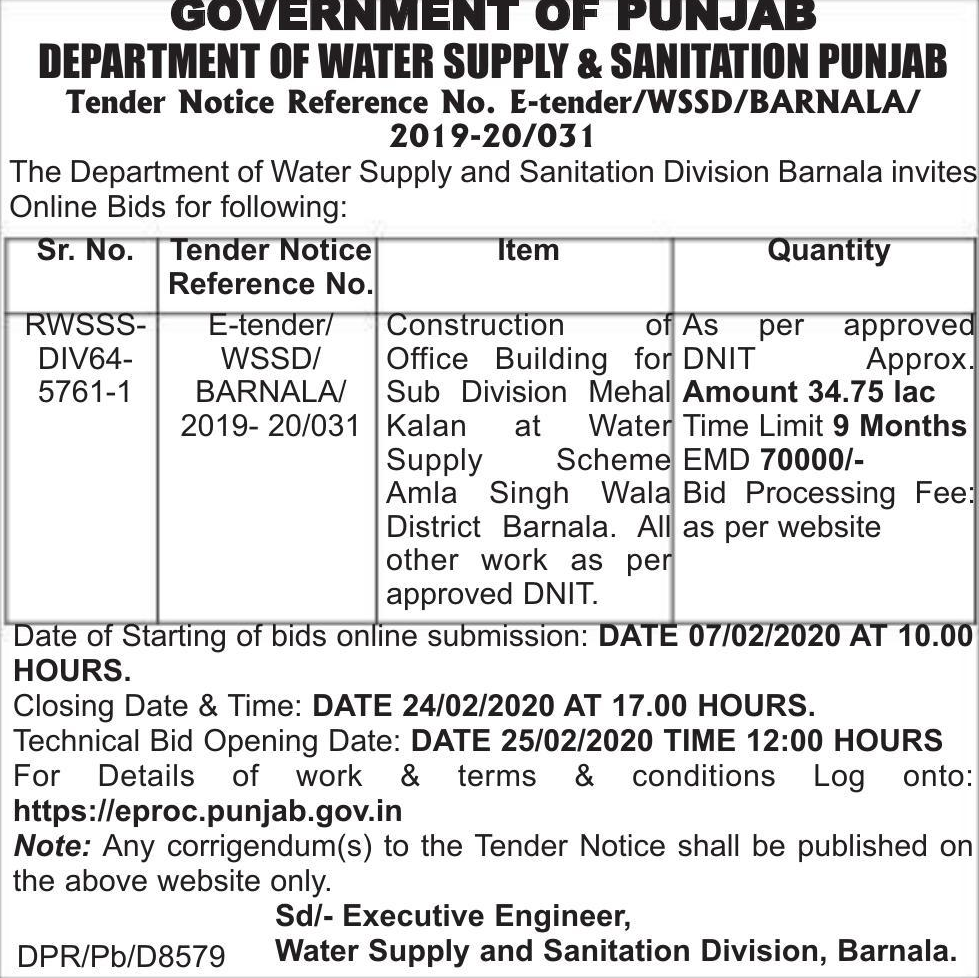 GOVERNMENT OF PUNJAB
DEPARTMENT OF WATER SUPPLY & SANITATION PUNJAB
Tender Notice Reference No. E-tender/WSSD/BARNALA/
2019-20/031
The Department of Water Supply and Sanitation Division Barnala invites
Online Bids for following:
Sr. No.
Tender Notice
Reference No.
Item
Quantity
RWSSS-
DIV64-
5761-1
E-tender/
WSSD/
BARNALA/
2019- 20/031
Construction of
Office Building for
Sub Division Mehal
Kalan at Water
Supply Scheme
Amla Singh Wala
District Barnala. All
other work as per
approved DNIT.
As per approved
DNIT Approx.
Amount 34.75 lac
Time Limit 9 Months
EMD 70000/-
Bid Processing Fee:
as per website
Date of Starting of bids online submission: DATE 07/02/2020 AT 10.00
HOURS.
Closing Date & Time: DATE 24/02/2020 AT 17.00 HOURS.
Technical Bid Opening Date: DATE 25/02/2020 TIME 12:00 HOURS
For Details of work & terms & conditions Log onto:
https://eproc.punjab.gov.in
Note: Any corrigendum(s) to the Tender Notice shall be published on
the above website only.
Sd/- Executive Engineer,
DPR/Pb/D8579 Water Supply and Sanitation Division, Barnala.